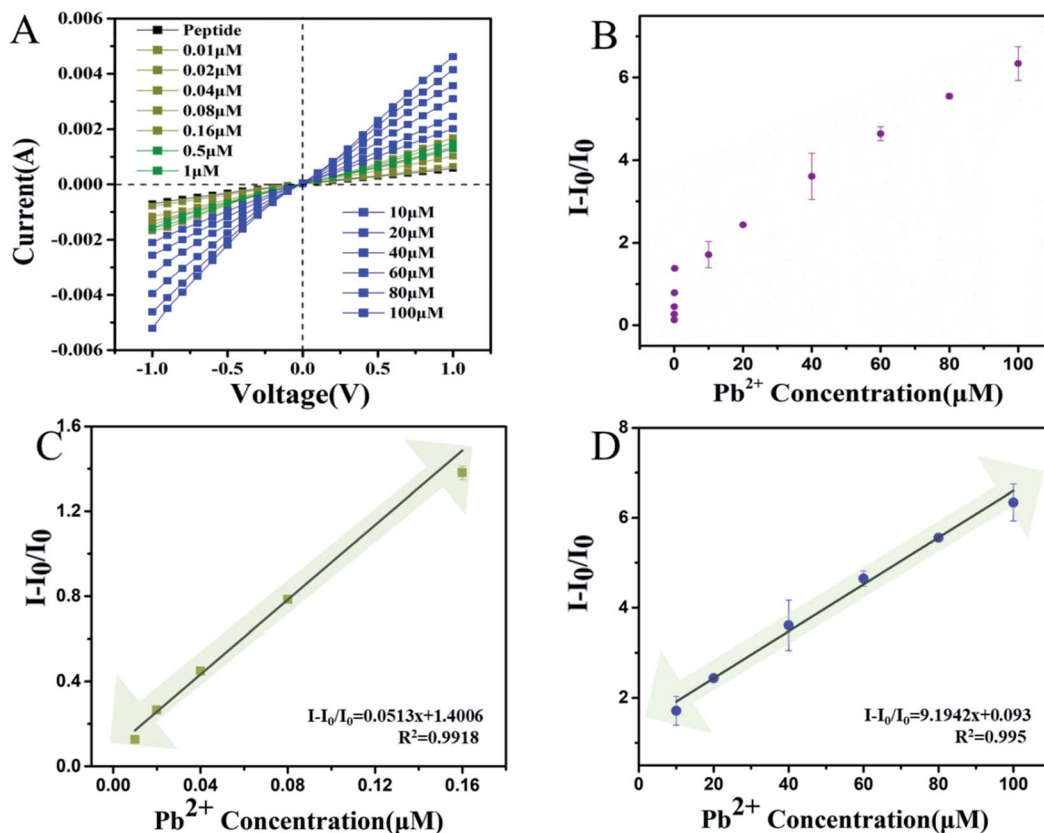 A
Peptide
0.01μM
0.02μM
0.04μM
0.08μM
0.16μM
0.5μM
1μM
10μM
20μM
40μM
60μM
80μM
100μM
0.006
0.004
0.002
0.000
-0.002
-0.004
-0.006
Current(A)
-1.0 -0.5 0.0 0.5 1.0
Voltage(V)
B
6
4
2
0
I-I0/I0
0 20 40 60 80 100
Pb2+ Concentration(μM)
C
1.6
1.2
0.8
0.4
0.0
I-I0/I0
I-I0/I0=0.0513x+1.4006
R2=0.9918
0.00 0.04 0.08 0.12 0.16
Pb2+ Concentration(μM)
D
8
6
4
2
I-I0/I0
I-I0/I0=9.1942x+0.093
R2=0.995
20 40 60 80 100
Pb2+ Concentration(μM)